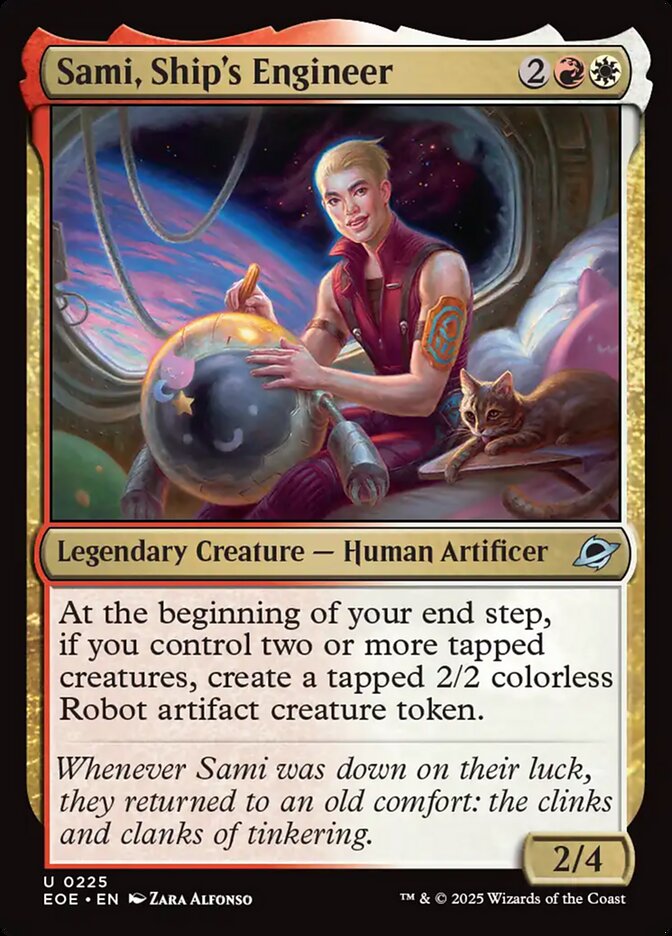 Sami, Ship's Engineer 2
Legendary Creature — Human Artificer
At the beginning of your end step,
if you control two or more tapped
creatures, create a tapped 2/2 colorless
Robot artifact creature token.
Whenever Sami was down on their luck,
they returned to an old comfort: the clinks
and clanks of tinkering.
2/4
U 0225
EOE • EN Zara Alfonso ™ & © 2025 Wizards of the Coast